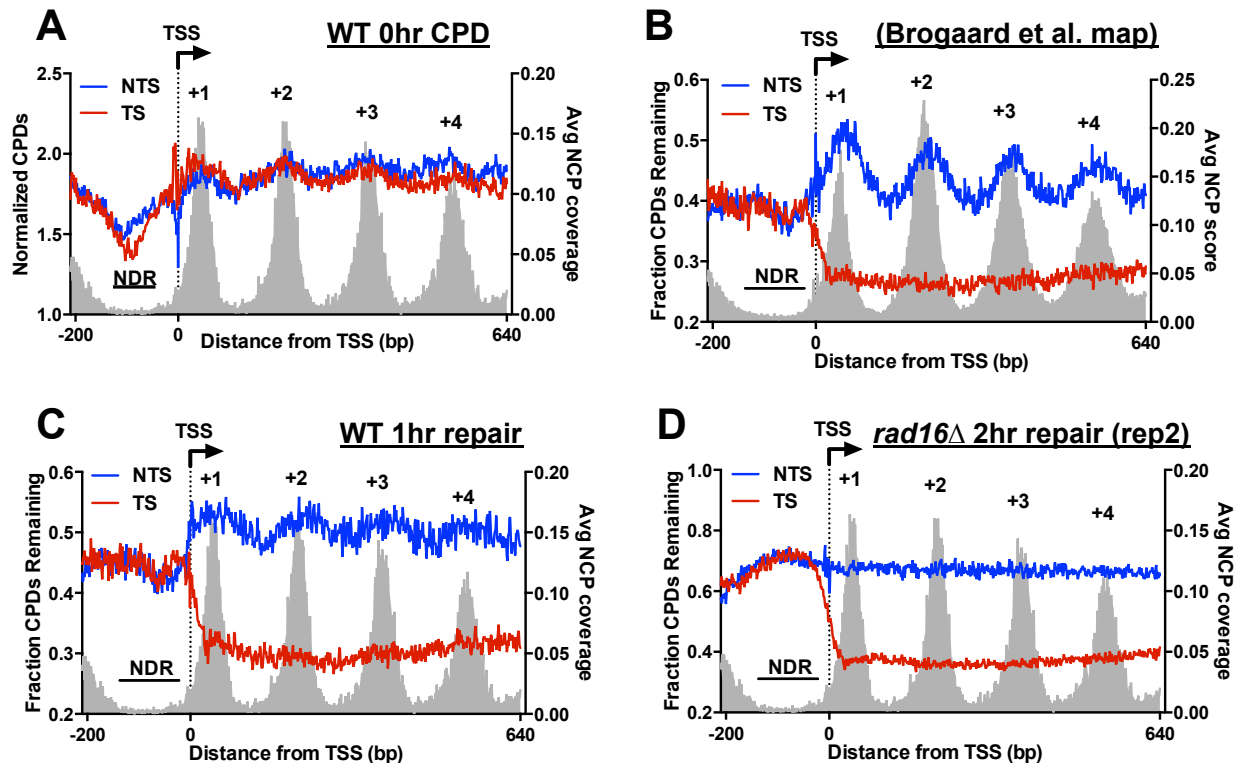 A
WT 0hr CPD
TSS
NTS
TS
+1
+2
+3
+4
2.5
2.0
1.5
1.0
Normalized CPDs
0.20
0.15
0.10
0.05
0.00
Avg NCP coverage
NDR
-200
0
640
Distance from TSS (bp)
B
(Brogaard et al. map)
TSS
NTS
TS
+1
+2
+3
+4
0.6
0.5
0.4
0.3
0.2
Fraction CPDs Remaining
0.25
0.20
0.15
0.10
0.05
0.00
Avg NCP score
NDR
-200
0
640
Distance from TSS (bp)
C
WT 1hr repair
TSS
NTS
TS
+1
+2
+3
+4
0.6
0.5
0.4
0.3
0.2
Fraction CPDs Remaining
0.20
0.15
0.10
0.05
0.00
Avg NCP coverage
NDR
-200
0
640
Distance from TSS (bp)
D
rad16Δ 2hr repair (rep2)
TSS
NTS
TS
+1
+2
+3
+4
1.0
0.8
0.6
0.4
0.2
Fraction CPDs Remaining
0.20
0.15
0.10
0.05
0.00
Avg NCP coverage
NDR
-200
0
640
Distance from TSS (bp)